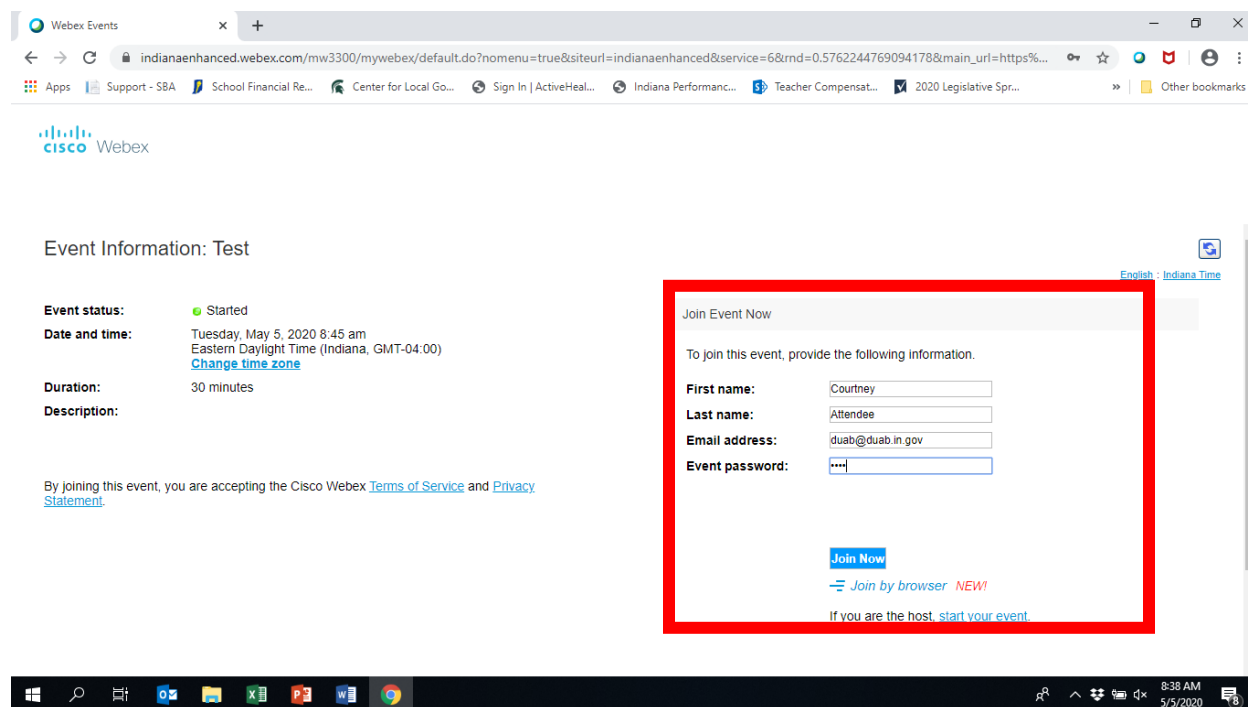 Webex Events
indianaenhanced.webex.com/mw3300/mywebex/default.do?nomenu=true&siteurl=indianaenhanced&service=6&rnd=0.5762244769094178&main_url=https%...
Apps Support - SBA School Financial Re... Center for Local Go... Sign In | ActiveHeal... Indiana Performanc... Teacher Compensat... 2020 Legislative Spr... » Other bookmarks
CISCO Webex
Event Information: Test
English : Indiana Time
Event status: Started
Date and time: Tuesday, May 5, 2020 8:45 am
Eastern Daylight Time (Indiana, GMT-04:00)
Change time zone
Duration: 30 minutes
Description:
By joining this event, you are accepting the Cisco Webex Terms of Service and Privacy
Statement.
Join Event Now
To join this event, provide the following information.
First name: Courtney
Last name: Attendee
Email address: duab@duab.in.gov
Event password: ••••
Join Now
Join by browser NEW!
If you are the host, start your event.
8:38 AM
5/5/2020
8